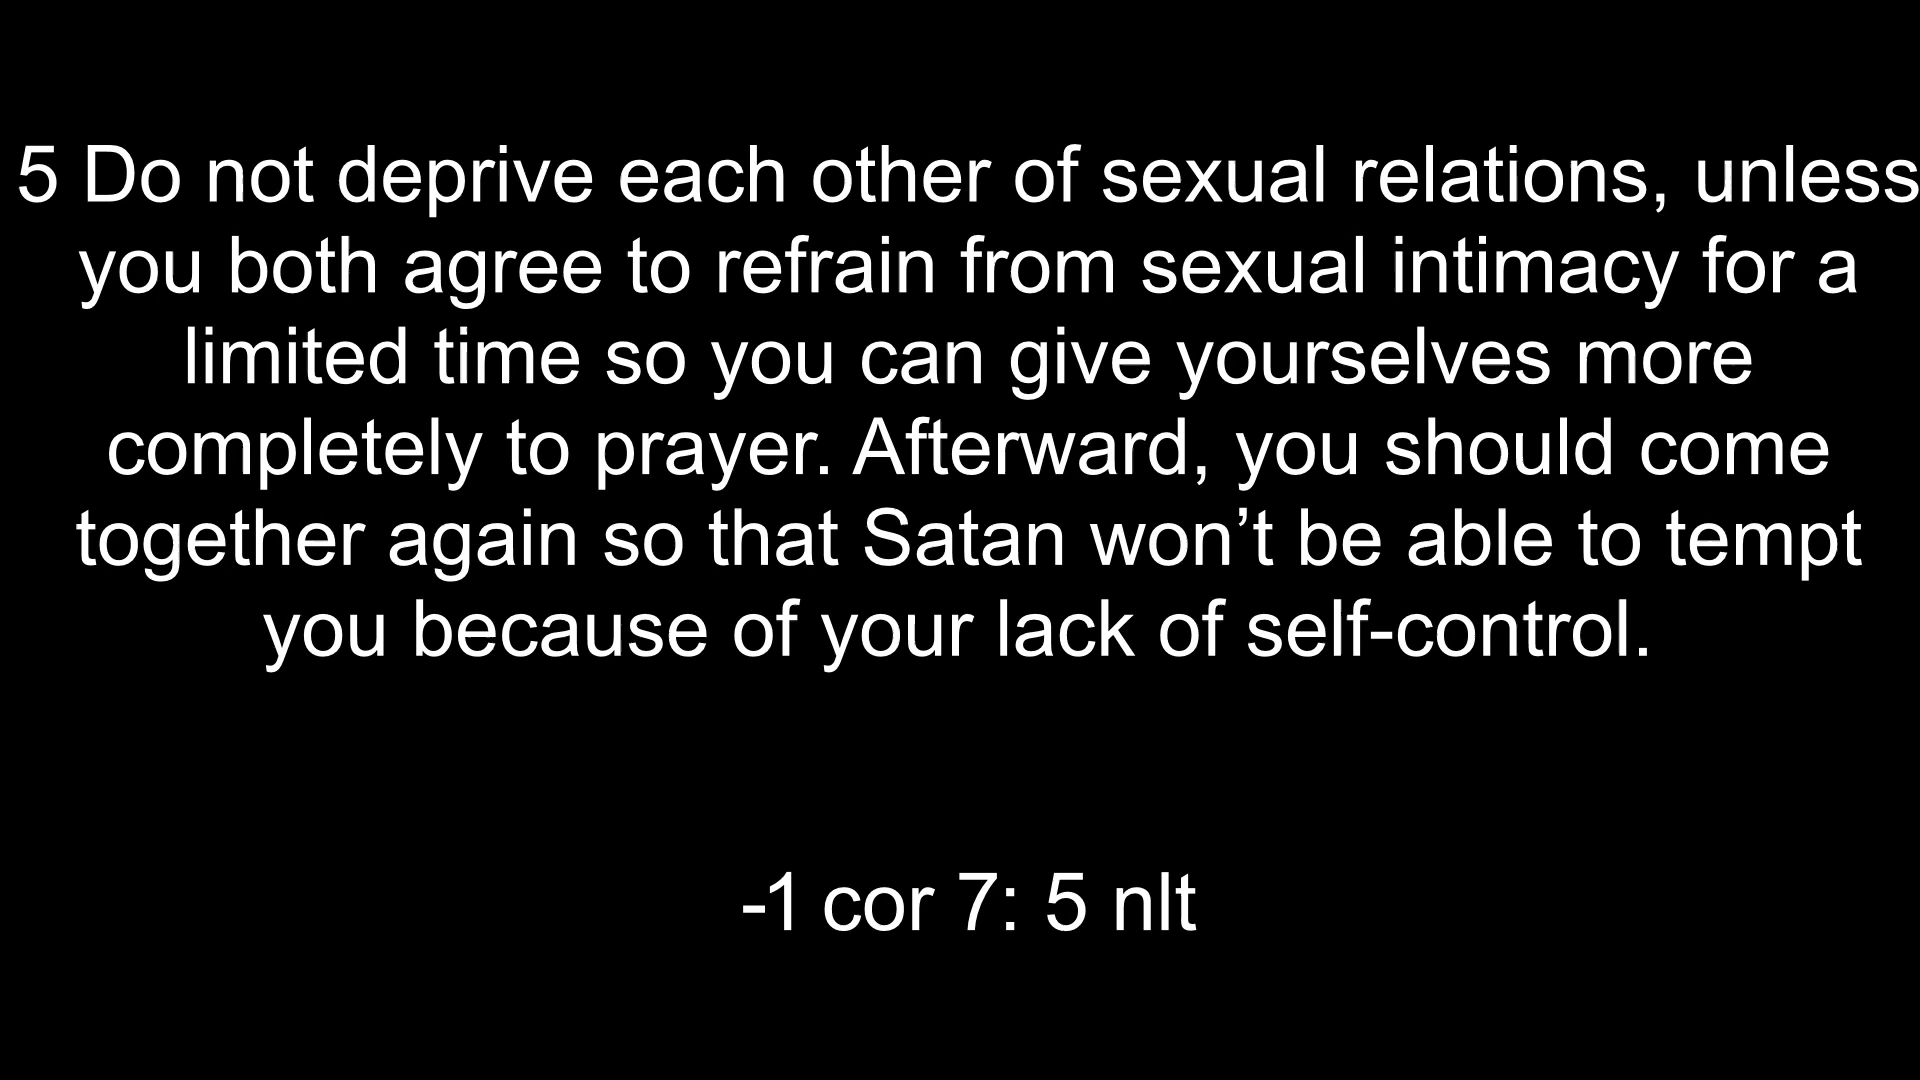 5 Do not deprive each other of sexual relations, unless
you both agree to refrain from sexual intimacy for a
limited time so you can give yourselves more
completely to prayer. Afterward, you should come
together again so that Satan won’t be able to tempt
you because of your lack of self-control.
-1 cor 7: 5 nlt